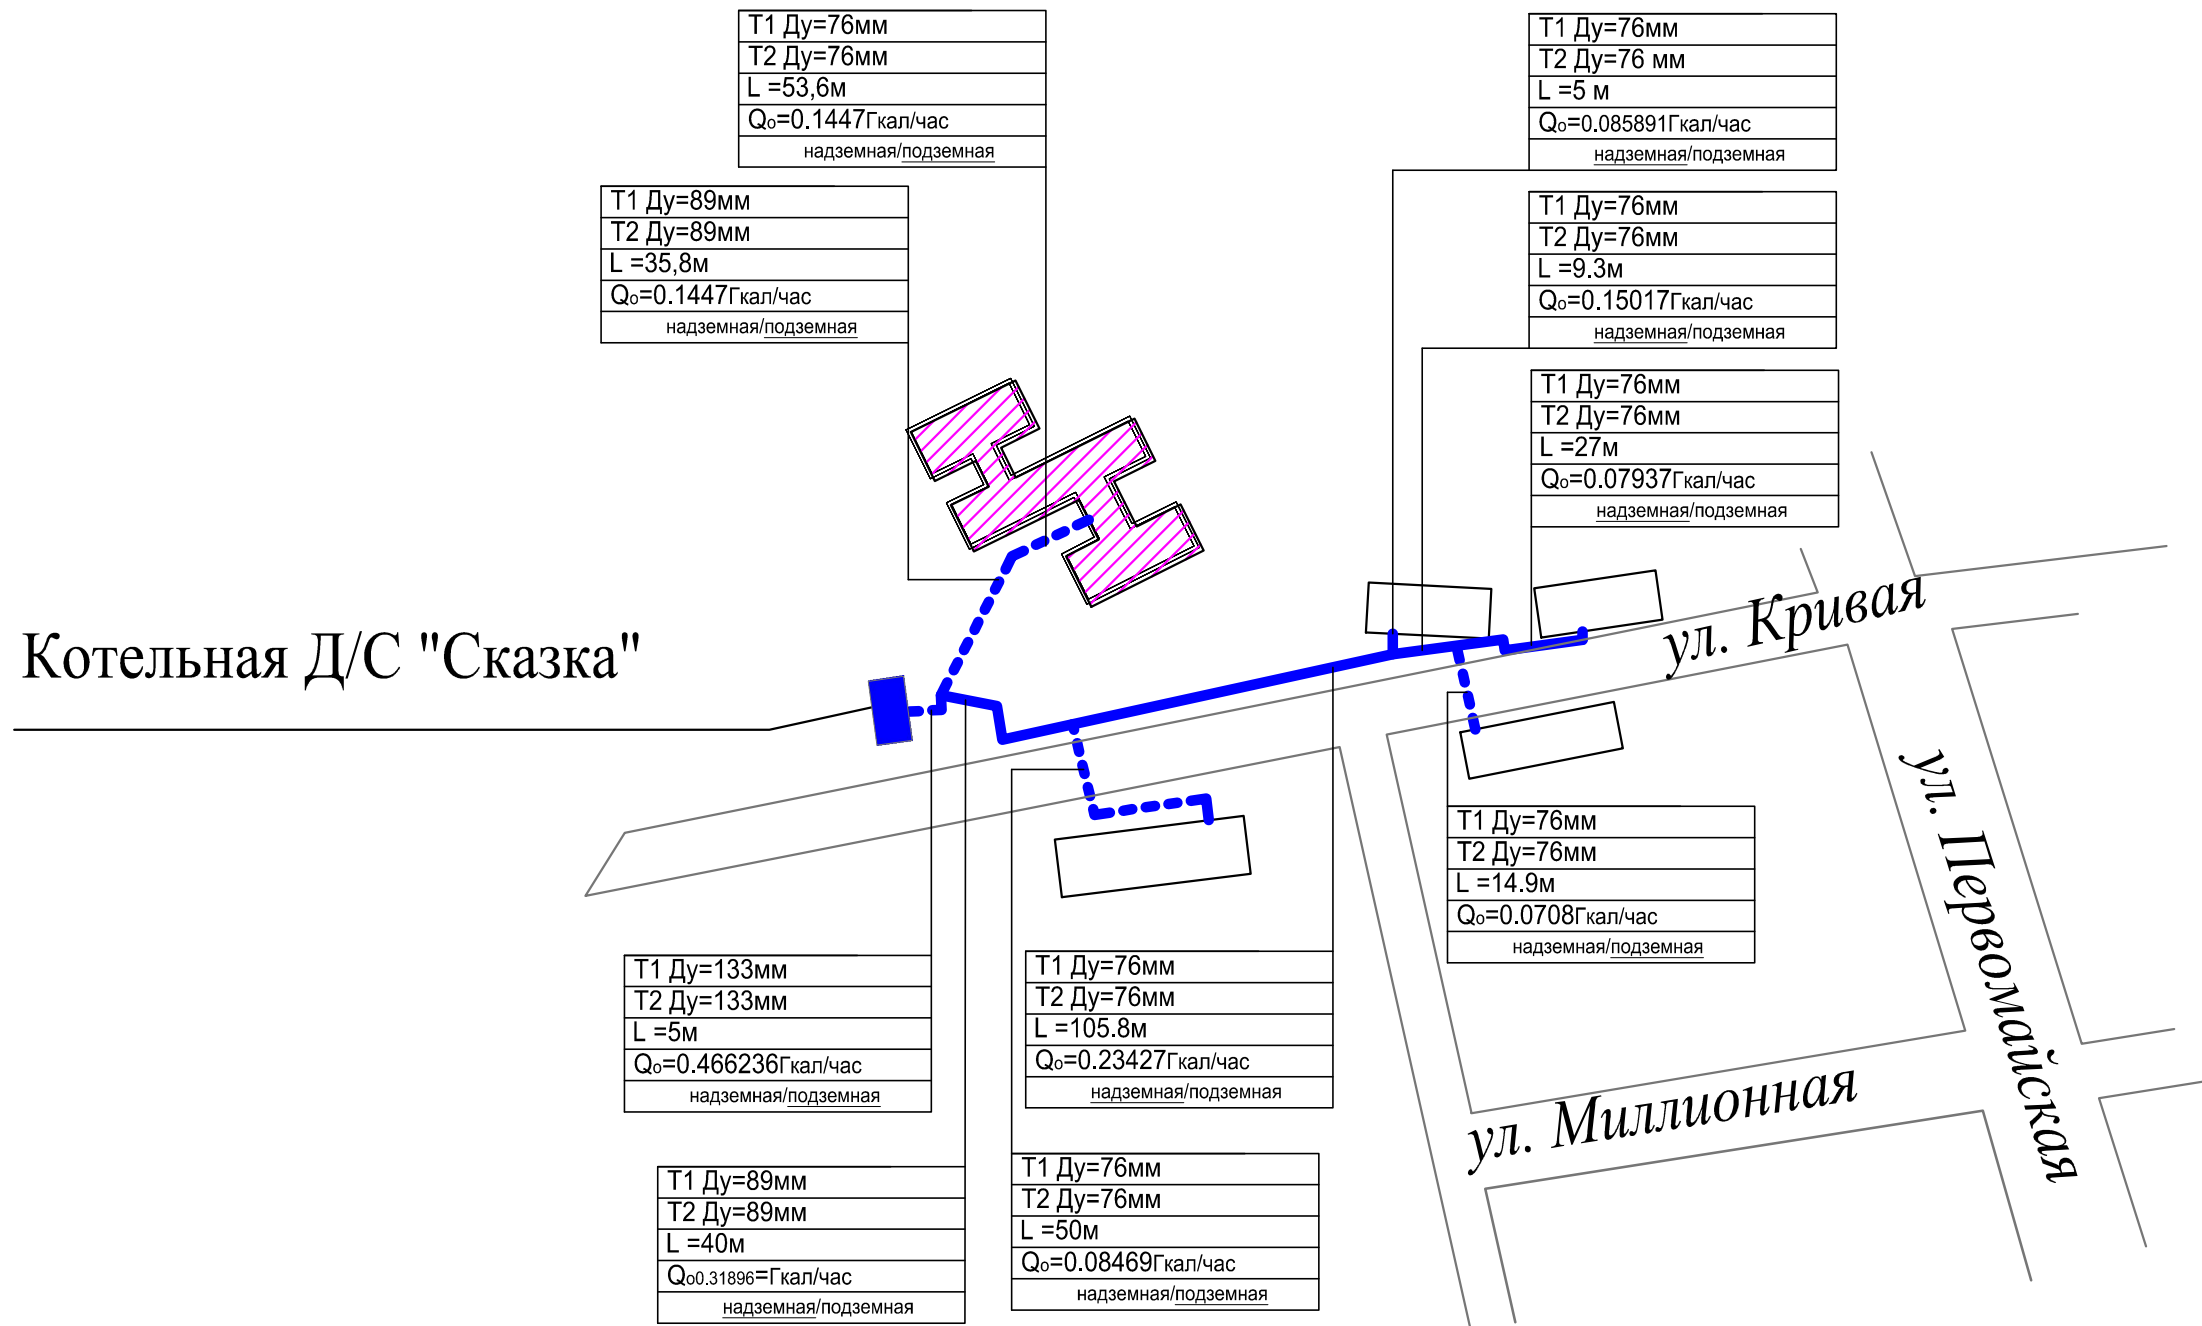 Т1 Ду=76мм
Т2 Ду=76мм
L =53,6м
Qо=0.1447Гкал/час
надземная/подземная
Т1 Ду=76мм
Т2 Ду=76 мм
L =5 м
Qо=0.085891Гкал/час
надземная/подземная
Т1 Ду=89мм
Т2 Ду=89мм
L =35,8м
Qо=0.1447Гкал/час
надземная/подземная
Т1 Ду=76мм
Т2 Ду=76мм
L =9.3м
Qо=0.15017Гкал/час
надземная/подземная
Т1 Ду=76мм
Т2 Ду=76мм
L =27м
Qо=0.07937Гкал/час
надземная/подземная
Котельная Д/С "Сказка"
ул. Кривая
ул. Первомайская
Т1 Ду=76мм
Т2 Ду=76мм
L =14.9м
Qо=0.0708Гкал/час
надземная/подземная
Т1 Ду=133мм
Т2 Ду=133мм
L =5м
Qо=0.466236Гкал/час
надземная/подземная
Т1 Ду=76мм
Т2 Ду=76мм
L =105.8м
Qо=0.23427Гкал/час
надземная/подземная
ул. Миллионная
Т1 Ду=89мм
Т2 Ду=89мм
L =40м
Qо0.31896=Гкал/час
надземная/подземная
Т1 Ду=76мм
Т2 Ду=76мм
L =50м
Qо=0.08469Гкал/час
надземная/подземная